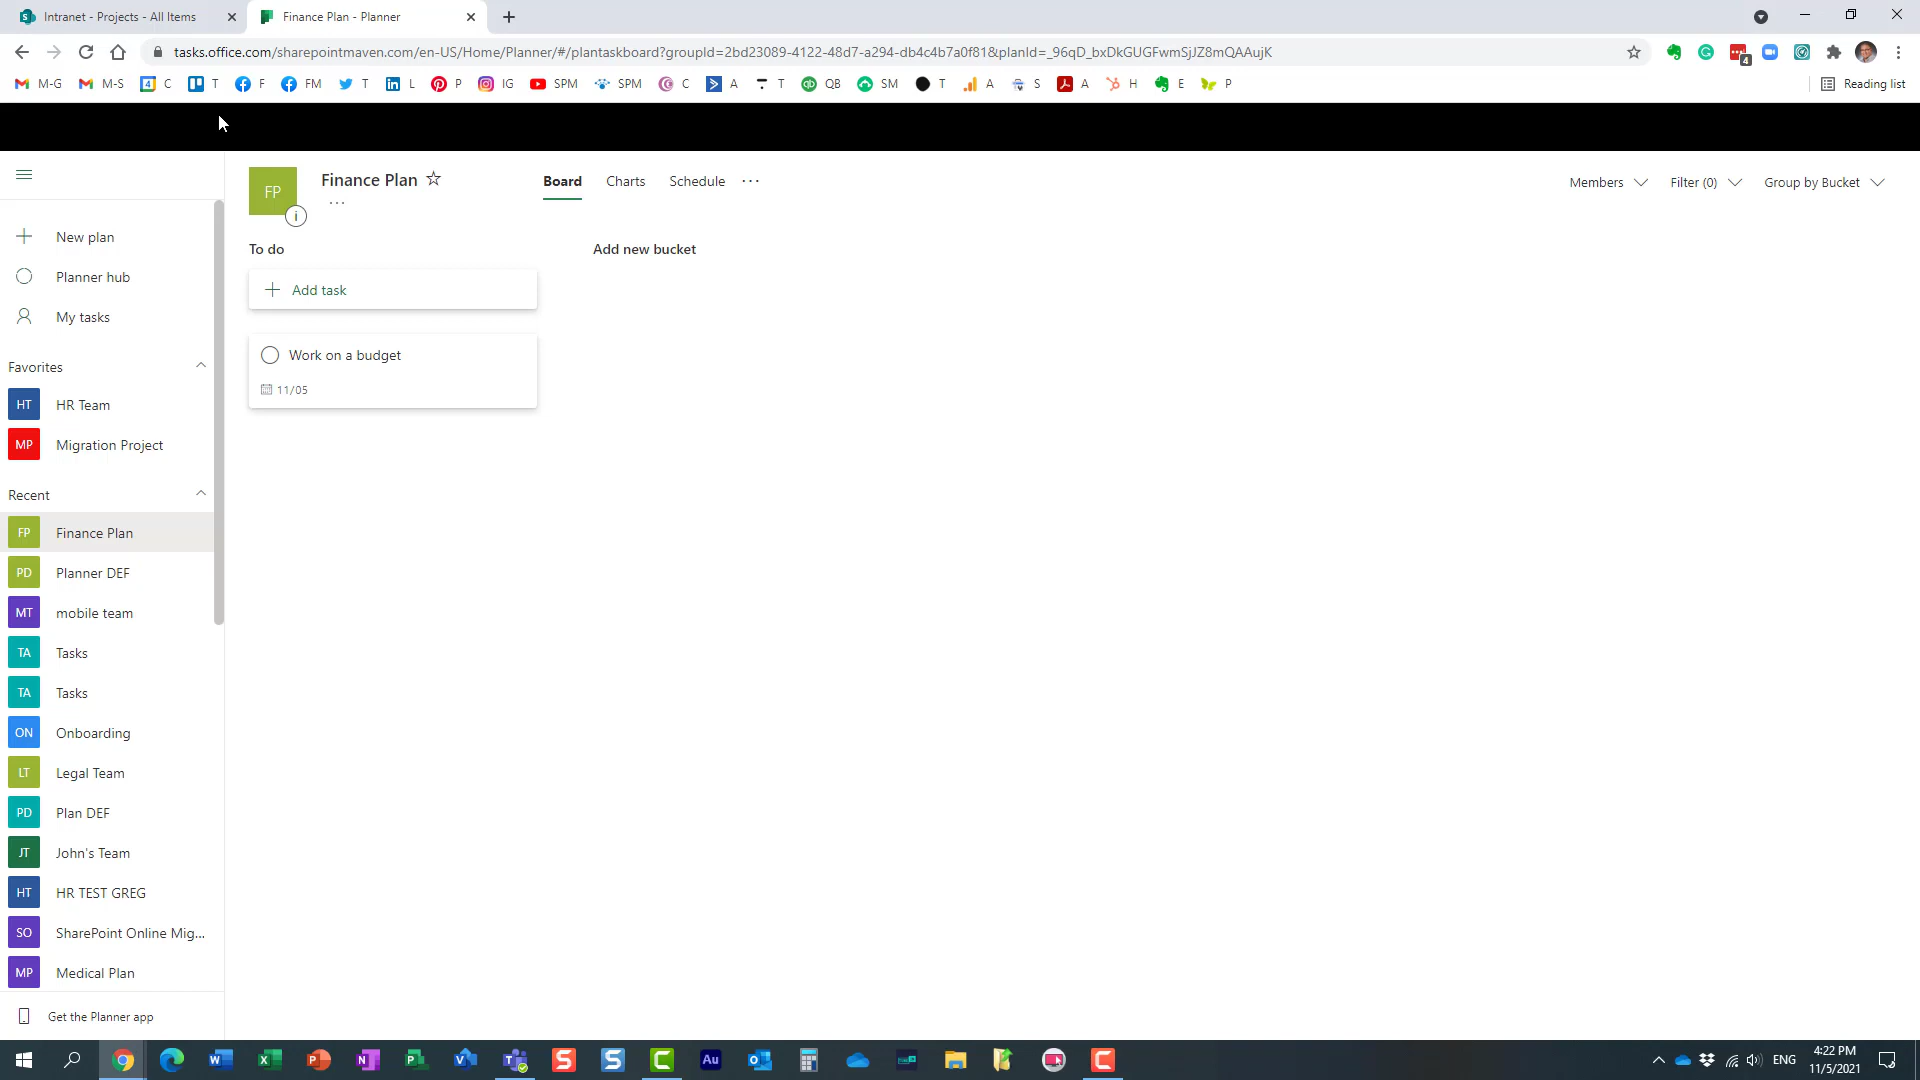 Intranet - Projects - All Items
Finance Plan - Planner
tasks.office.com/sharepointmaven.com/en-US/Home/Planner/#/plantaskboard?groupId=2bd23089-4122-48d7-a294-db4c4b7a0f81&planId=_96qD_bxDkGUGFwmSjJZ8mQAAujK
4
M-G M-S 4 C T F FM T L P IG SPM SPM C A T QB SM T A S A H E P
Reading list
FP
Finance Plan
...
i
Board Charts Schedule ...
Members Filter (0) Group by Bucket
New plan
Planner hub
My tasks
Favorites
HT HR Team
MP Migration Project
Recent
FP Finance Plan
PD Planner DEF
MT mobile team
TA Tasks
TA Tasks
ON Onboarding
LT Legal Team
PD Plan DEF
JT John's Team
HT HR TEST GREG
SO SharePoint Online Mig...
MP Medical Plan
Get the Planner app
To do
Add task
Work on a budget
11/05
Add new bucket
Au
ENG
4:22 PM
11/5/2021